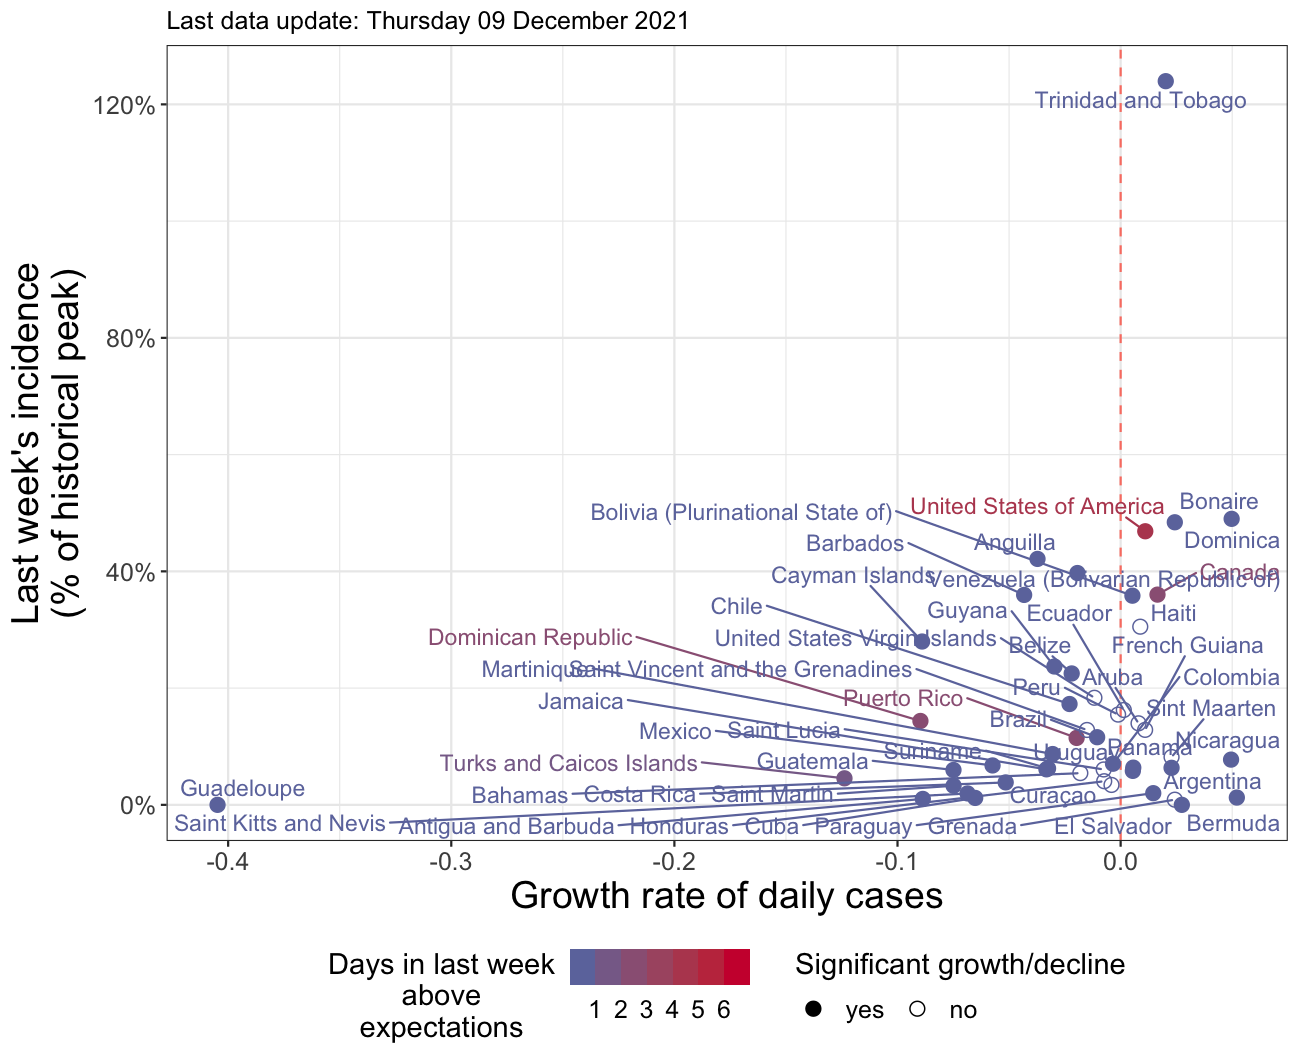 Last data update: Thursday 09 December 2021
Last week's incidence
(% of historical peak)
120%
80%
40%
0%
Trinidad and Tobago
Bonaire
United States of America
Bolivia (Plurinational State of)
Dominica
Barbados
Anguilla
Canada
Cayman Islands
Venezuela (Bolivarian Republic of)
Chile
Guyana
Ecuador
Haiti
Dominican Republic
United States Virgin Islands
Belize
French Guiana
Martinique
Saint Vincent and the Grenadines
Peru
Aruba
Colombia
Jamaica
Puerto Rico
Sint Maarten
Brazil
Mexico
Saint Lucia
Nicaragua
Suriname
Uruguay
Panama
Turks and Caicos Islands
Guatemala
Guadeloupe
Argentina
Bahamas
Costa Rica
Saint Martin
Curaçao
Saint Kitts and Nevis
Antigua and Barbuda
Honduras
Cuba
Paraguay
Grenada
El Salvador
Bermuda
-0.4
-0.3
-0.2
-0.1
0.0
Growth rate of daily cases
Days in last week
above
expectations
1 2 3 4 5 6
Significant growth/decline
yes
no